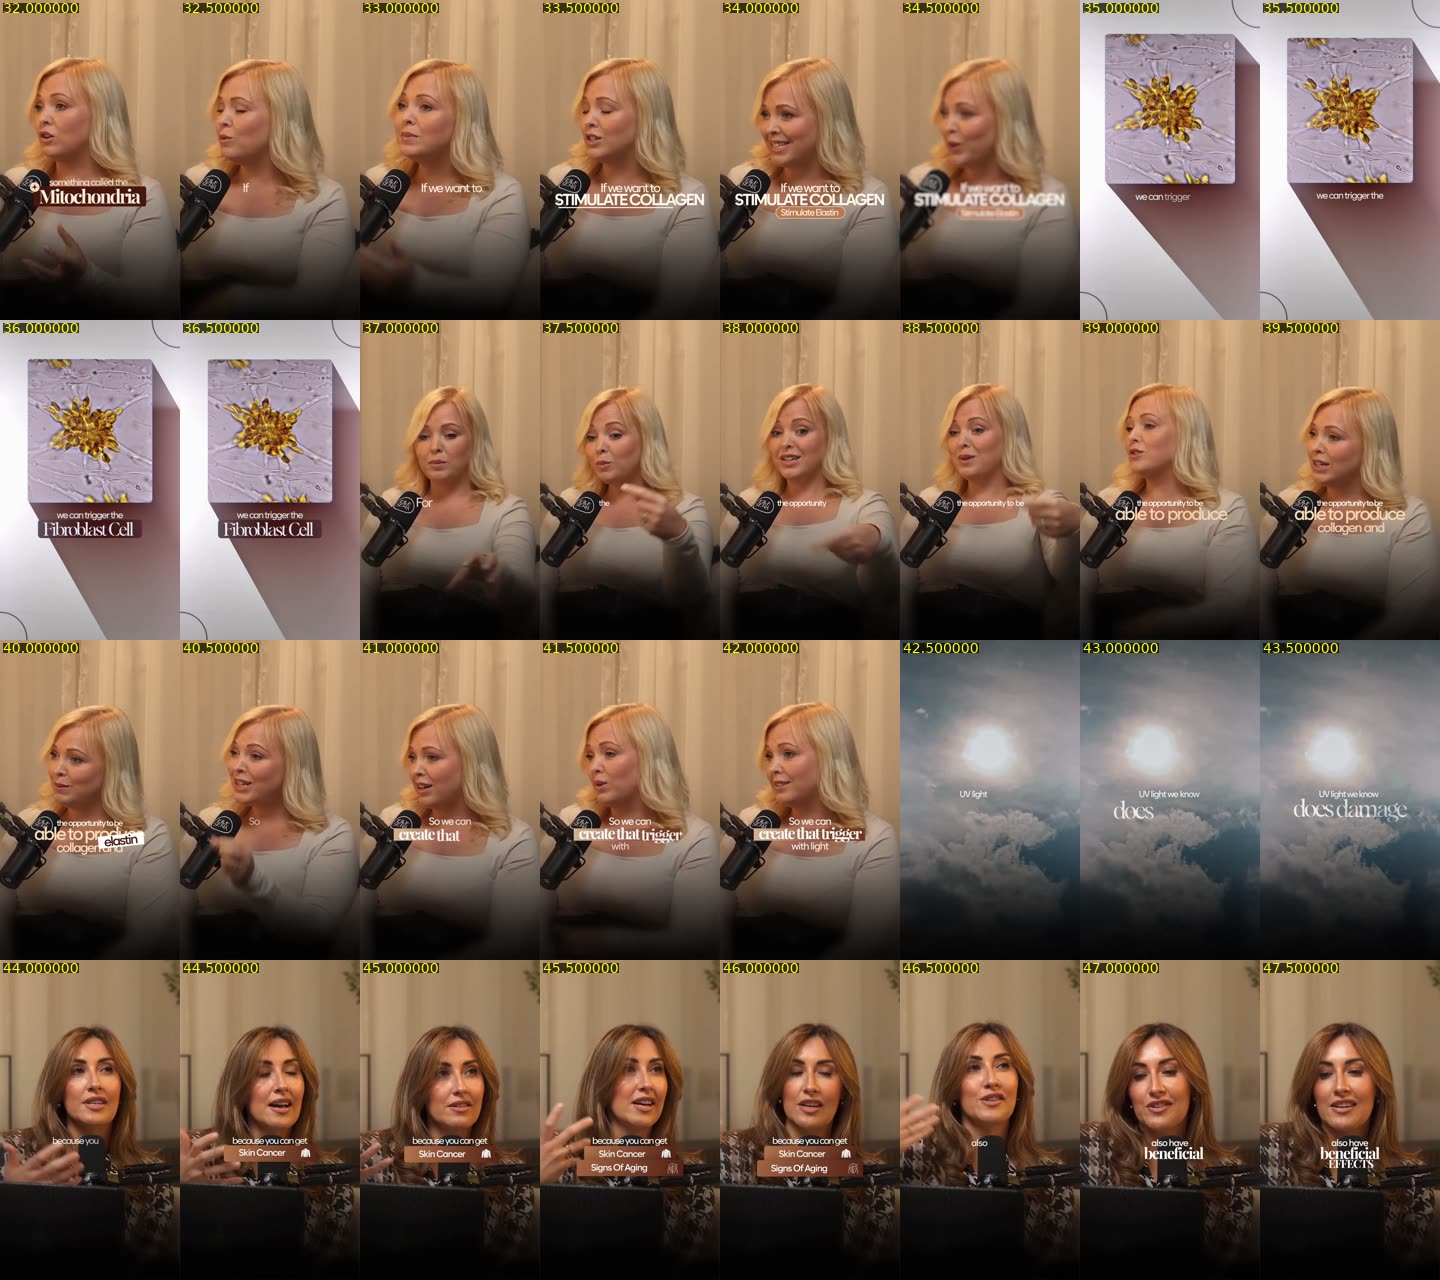 32.000000
something called the
Mitochondria
32.500000
If
33.000000
If we want to
33.500000
If we want to
STIMULATE COLLAGEN
34.000000
If we want to
STIMULATE COLLAGEN
Stimulate Elastin
34.500000
If we want to
STIMULATE COLLAGEN
Stimulate Elastin
35.000000
we can trigger
35.500000
we can trigger the
36.000000
we can trigger the
Fibroblast Cell
36.500000
we can trigger the
Fibroblast Cell
37.000000
For
37.500000
the
38.000000
the opportunity
38.500000
the opportunity to be
39.000000
the opportunity to be
able to produce
39.500000
the opportunity to be
able to produce
collagen and
40.000000
the opportunity to be
able to produce
collagen and
elastin
40.500000
So
41.000000
So we can
create that
41.500000
So we can
create that trigger
with
42.000000
So we can
create that trigger
with light
42.500000
UV light
43.000000
UV light we know
does
43.500000
UV light we know
does damage
44.000000
because you
44.500000
because you can get
Skin Cancer
45.000000
because you can get
Skin Cancer
45.500000
because you can get
Skin Cancer
Signs Of Aging
46.000000
because you can get
Skin Cancer
Signs Of Aging
46.500000
also
47.000000
also have
beneficial
47.500000
also have
beneficial
EFFECTS